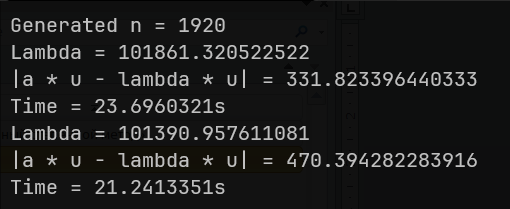 Generated n = 1920
Lambda = 101861.320522522
|a * u - lambda * u| = 331.823396440333
Time = 23.6960321s
Lambda = 101390.957611081
|a * u - lambda * u| = 470.394282283916
Time = 21.2413351s